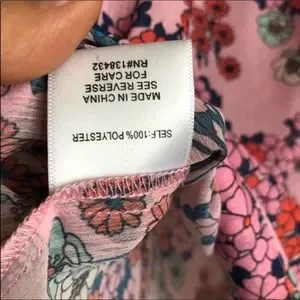 SELF: 100% POLYESTER
MADE IN CHINA
SEE REVERSE
FOR CARE
RN#138432